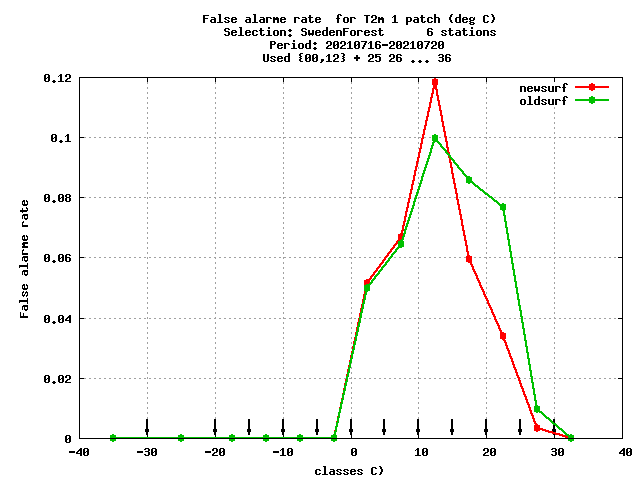 False alarme rate  for T2m 1 patch (deg C)
Selection: SwedenForest      6 stations
Period: 20210716-20210720
Used {00,12} + 25 26 ... 36
newsurf
oldsurf
0.12
0.1
0.08
0.06
0.04
0.02
0
False alarme rate
-40 -30 -20 -10 0 10 20 30 40
classes C)